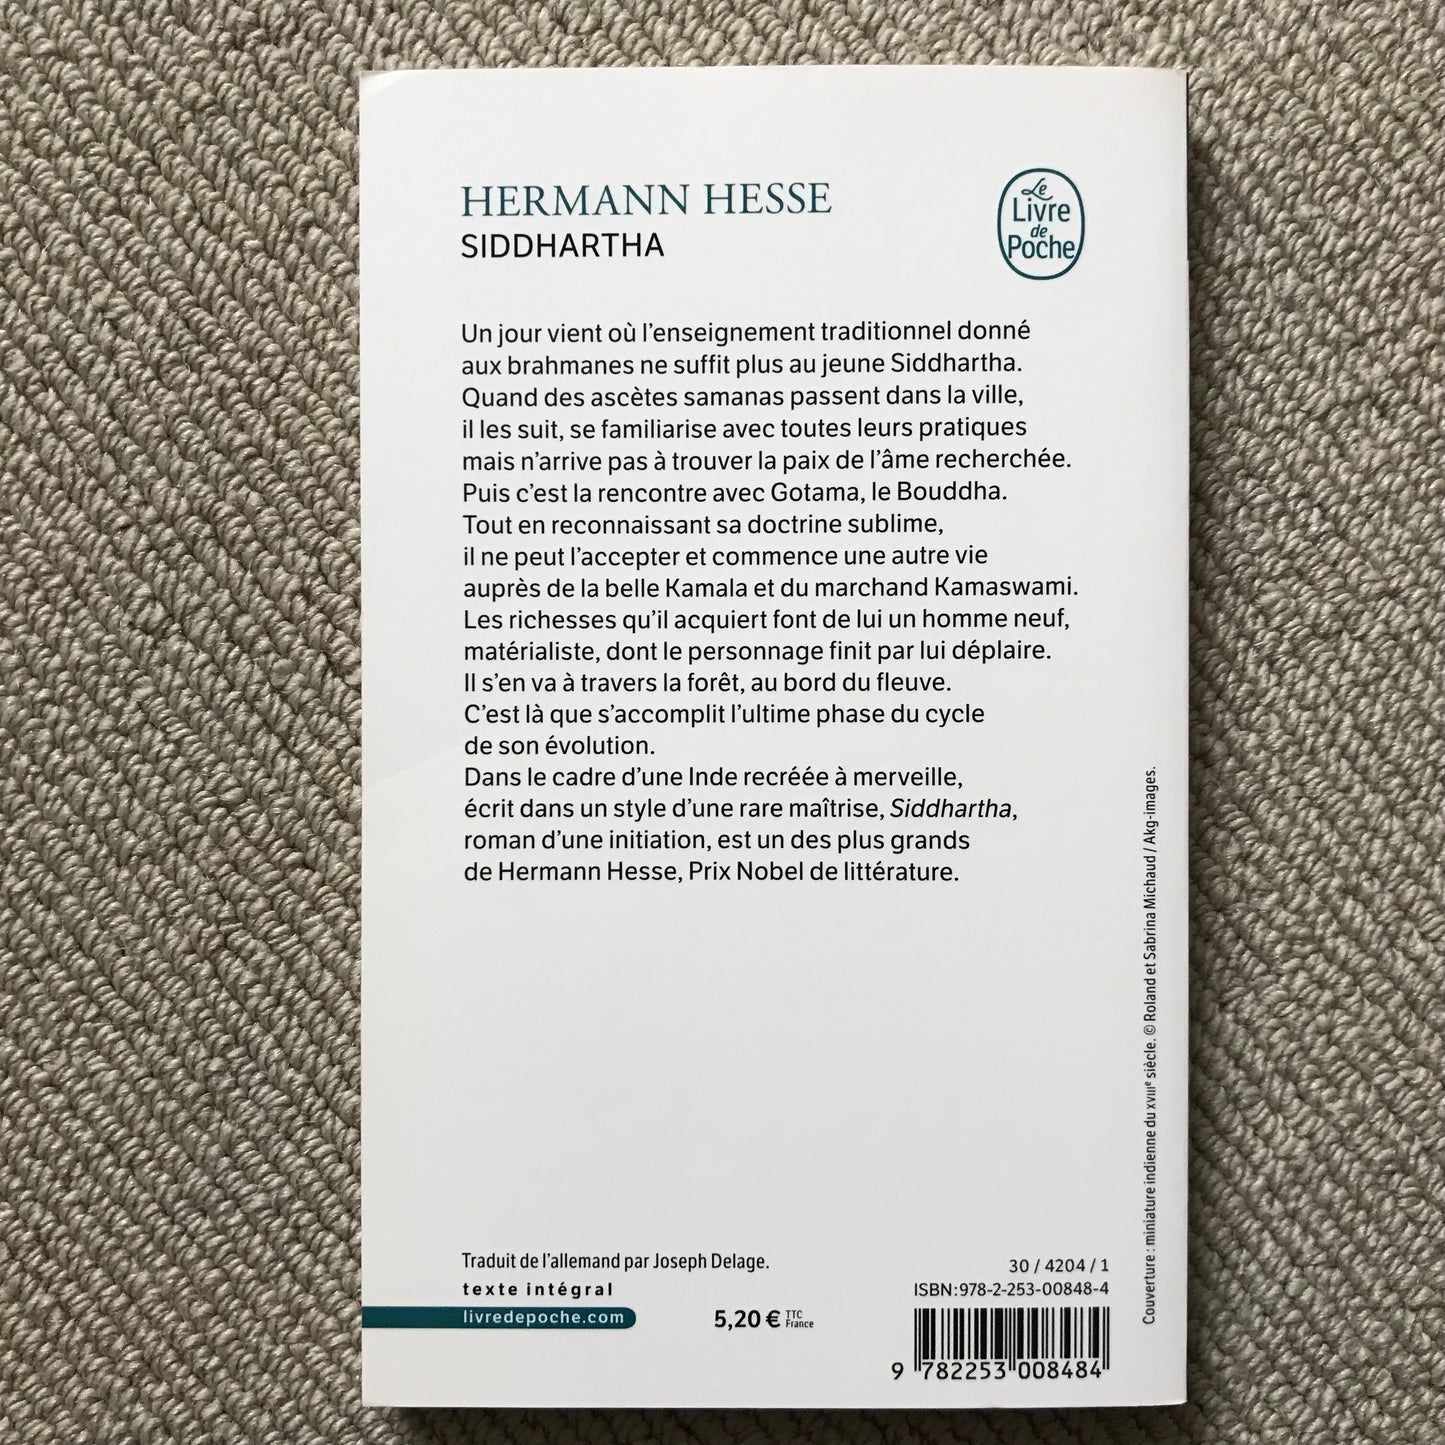 HERMANN HESSE
SIDDHARTHA
Le
Livre
de
Poche
Un jour vient où l'enseignement traditionnel donné
aux brahmanes ne suffit plus au jeune Siddhartha.
Quand des ascètes samanas passent dans la ville,
il les suit, se familiarise avec toutes leurs pratiques
mais n'arrive pas à trouver la paix de l'âme recherchée.
Puis c'est la rencontre avec Gotama, le Bouddha.
Tout en reconnaissant sa doctrine sublime,
il ne peut l'accepter et commence une autre vie
auprès de la belle Kamala et du marchand Kamaswami.
Les richesses qu'il acquiert font de lui un homme neuf,
matérialiste, dont le personnage finit par lui déplaire.
Il s'en va à travers la forêt, au bord du fleuve.
C'est là que s'accomplit l'ultime phase du cycle
de son évolution.
Dans le cadre d'une Inde recréée à merveille,
écrit dans un style d'une rare maîtrise, Siddhartha,
roman d'une initiation, est un des plus grands
de Hermann Hesse, Prix Nobel de littérature.
Couverture : miniature indienne du XVIIIe siècle. © Roland et Sabrina Michaud / Akg-images.
Traduit de l'allemand par Joseph Delage.
texte intégral
livredepoche.com
5,20 € TTC France
30 / 4204 / 1
ISBN:978-2-253-00848-4
9 782253 008484